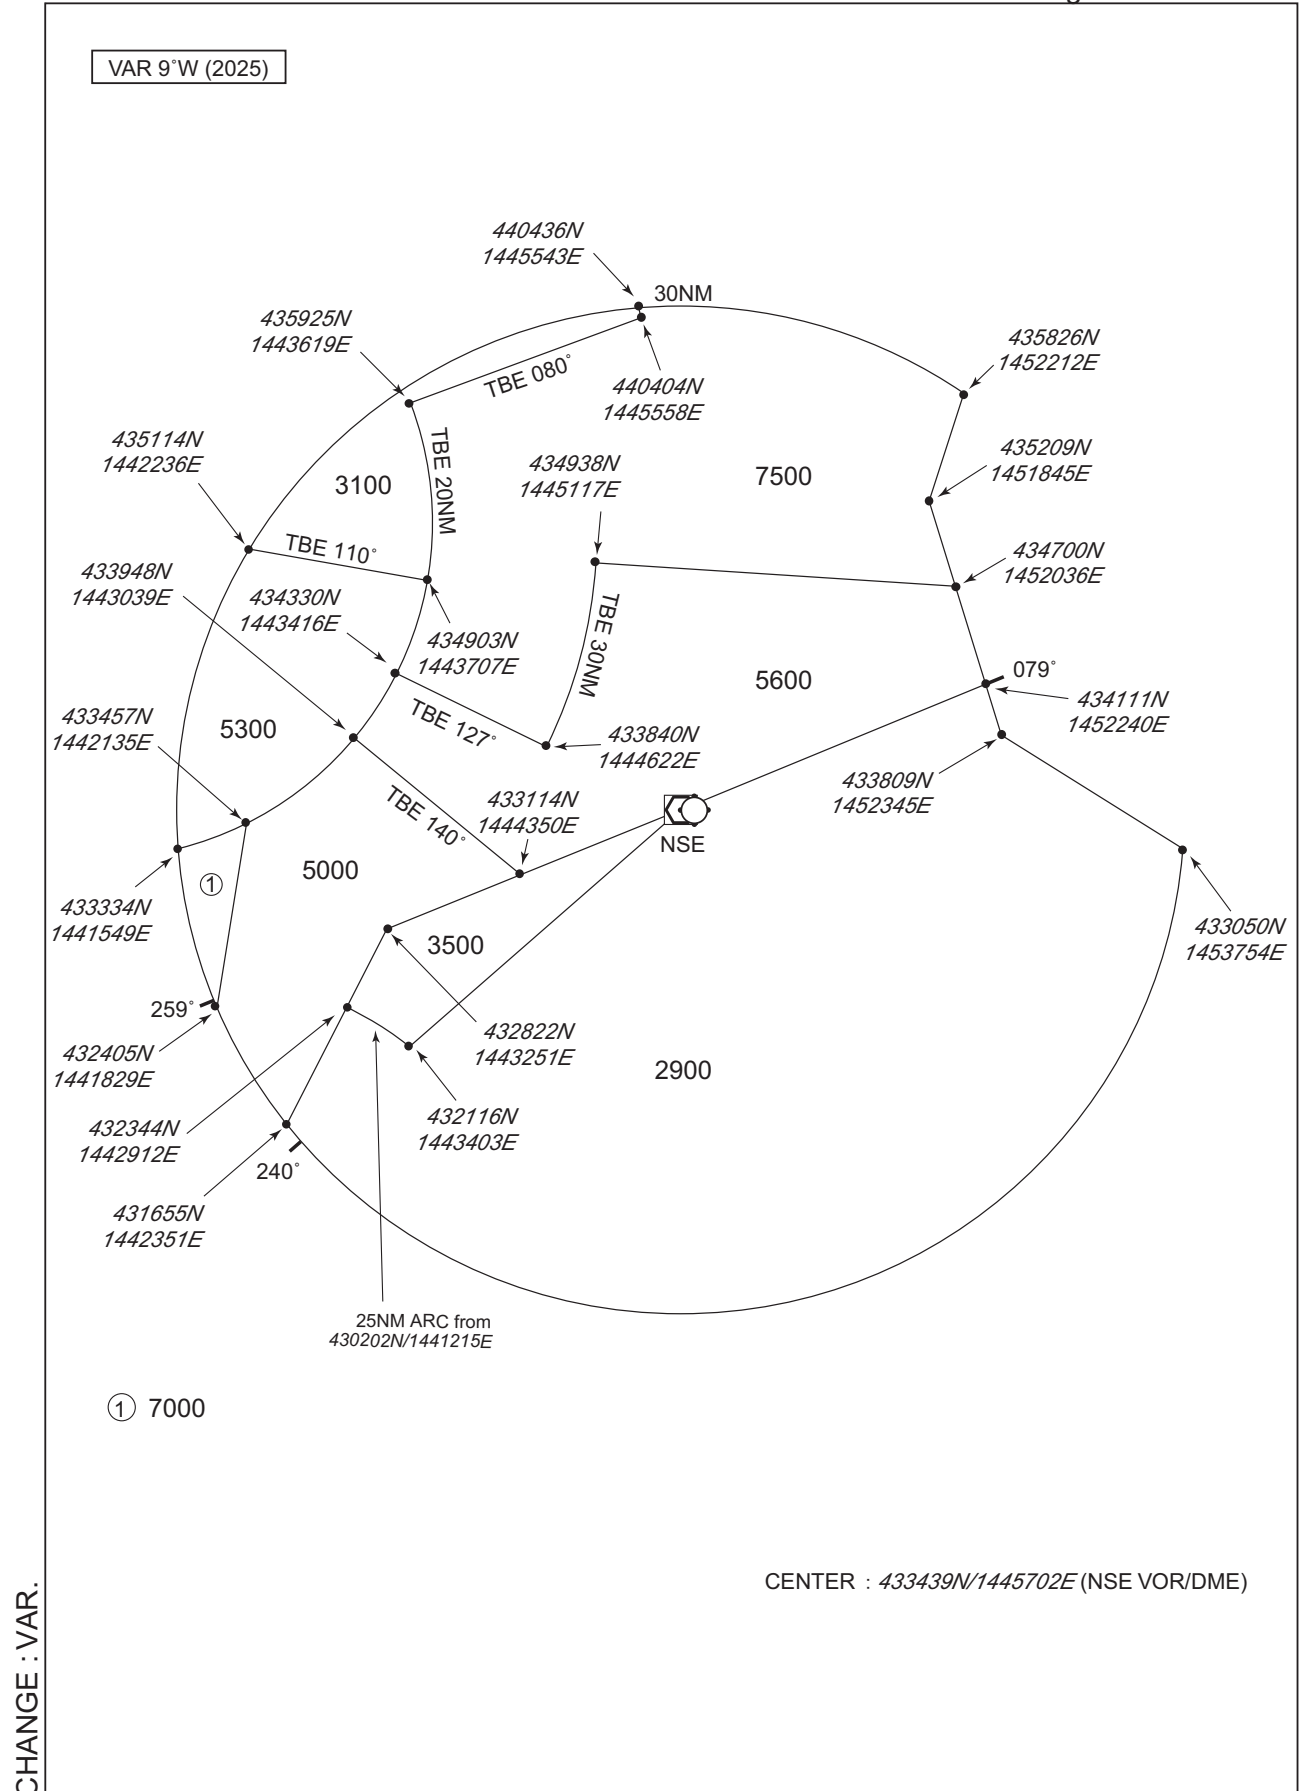 VAR 9°W (2025)
440436N
1445543E
30NM
435925N
1443619E
435826N
1452212E
TBE 080°
440404N
1445558E
435114N
1442236E
TBE 20NM
434938N
1445117E
435209N
1451845E
3100
7500
TBE 110°
433948N
1443039E
434330N
1443416E
434903N
1443707E
434700N
1452036E
TBE 30NM
5600
079°
434111N
1452240E
433457N
1442135E
5300
TBE 127°
433840N
1444622E
433809N
1452345E
TBE 140°
433114N
1444350E
NSE
5000
1
433334N
1441549E
3500
433050N
1453754E
259°
432405N
1441829E
432822N
1443251E
2900
432344N
1442912E
432116N
1443403E
240°
431655N
1442351E
25NM ARC from
430202N/1441215E
1 7000
CENTER : 433439N/1445702E (NSE VOR/DME)
CHANGE : VAR.